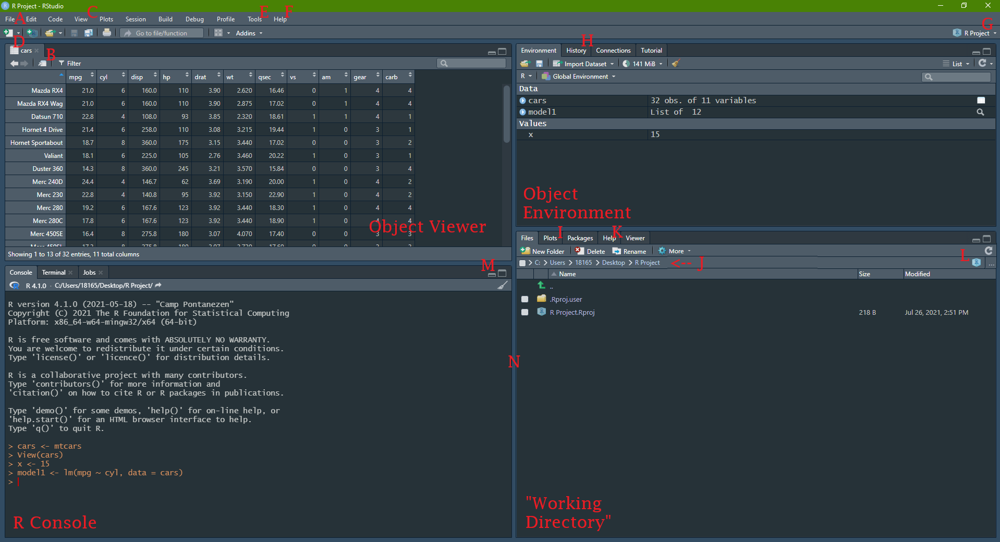 R Project - RStudio
C E F
File A Edit Code View Plots Session Build Debug Profile Tools Help
G
Go to file/function Addins R Project
D
cars B
Filter
mpg cyl disp hp drat wt qsec vs am gear carb
Mazda RX4 21.0 6 160.0 110 3.90 2.620 16.46 0 1 4 4
Mazda RX4 Wag 21.0 6 160.0 110 3.90 2.875 17.02 0 1 4 4
Datsun 710 22.8 4 108.0 93 3.85 2.320 18.61 1 1 4 1
Hornet 4 Drive 21.4 6 258.0 110 3.08 3.215 19.44 1 0 3 1
Hornet Sportabout 18.7 8 360.0 175 3.15 3.440 17.02 0 0 3 2
Valiant 18.1 6 225.0 105 2.76 3.460 20.22 1 0 3 1
Duster 360 14.3 8 360.0 245 3.21 3.570 15.84 0 0 3 4
Merc 240D 24.4 4 146.7 62 3.69 3.190 20.00 1 0 4 2
Merc 230 22.8 4 140.8 95 3.92 3.150 22.90 1 0 4 2
Merc 280 19.2 6 167.6 123 3.92 3.440 18.30 1 0 4 4
Merc 280C 17.8 6 167.6 123 3.92 3.440 18.90 1 0 4 4
Object Viewer
Merc 450SE 16.4 8 275.8 180 3.07 4.070 17.40 0 0 3 3
Showing 1 to 13 of 32 entries, 11 total columns
H
Environment History Connections Tutorial
Import Dataset 141 MiB List
R Global Environment
Data
cars 32 obs. of 11 variables
model1 List of 12
Values
x 15
Object
Environment
I K
Files Plots Packages Help Viewer
New Folder Delete Rename More
C: > Users > 18165 > Desktop > R Project <-- J L ...
Name Size Modified
..
.Rproj.user
R Project.Rproj 218 B Jul 26, 2021, 2:51 PM
"Working
Directory"
M
Console Terminal Jobs
R 4.1.0 · C:/Users/18165/Desktop/R Project/
R version 4.1.0 (2021-05-18) -- "Camp Pontanezen"
Copyright (C) 2021 The R Foundation for Statistical Computing
Platform: x86_64-w64-mingw32/x64 (64-bit)
R is free software and comes with ABSOLUTELY NO WARRANTY.
You are welcome to redistribute it under certain conditions.
Type 'license()' or 'licence()' for distribution details.
N
R is a collaborative project with many contributors.
Type 'contributors()' for more information and
'citation()' on how to cite R or R packages in publications.
Type 'demo()' for some demos, 'help()' for on-line help, or
'help.start()' for an HTML browser interface to help.
Type 'q()' to quit R.
> cars <- mtcars
> View(cars)
> x <- 15
> model1 <- lm(mpg ~ cyl, data = cars)
>
R Console